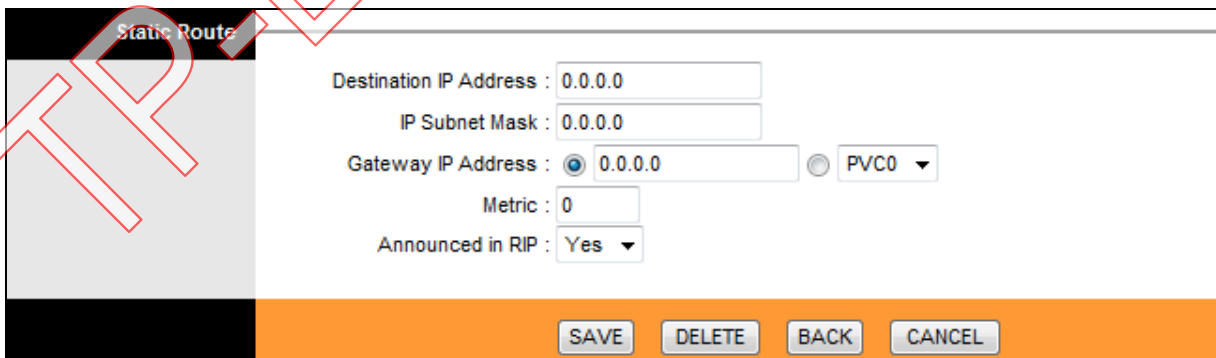 Static Route
Destination IP Address : 0.0.0.0
IP Subnet Mask : 0.0.0.0
Gateway IP Address : 0.0.0.0 PVC0
Metric : 0
Announced in RIP : Yes
SAVE DELETE BACK CANCEL
TP-L